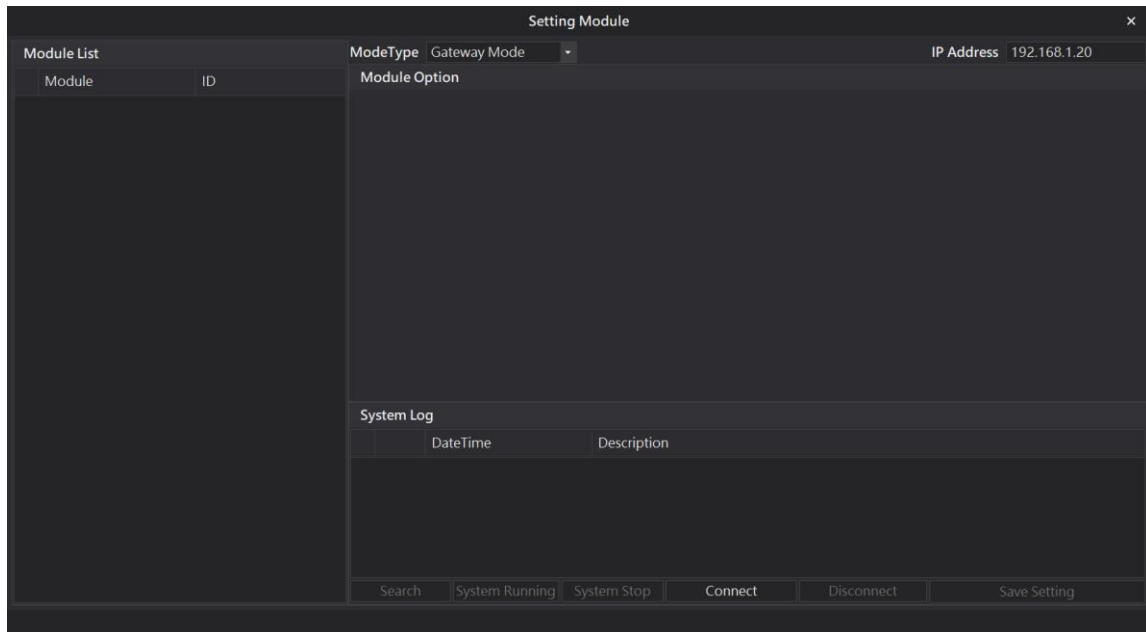 Setting Module ×
Module List
Module ID
ModeType Gateway Mode
IP Address 192.168.1.20
Module Option
System Log
DateTime Description
Search System Running System Stop Connect Disconnect Save Setting